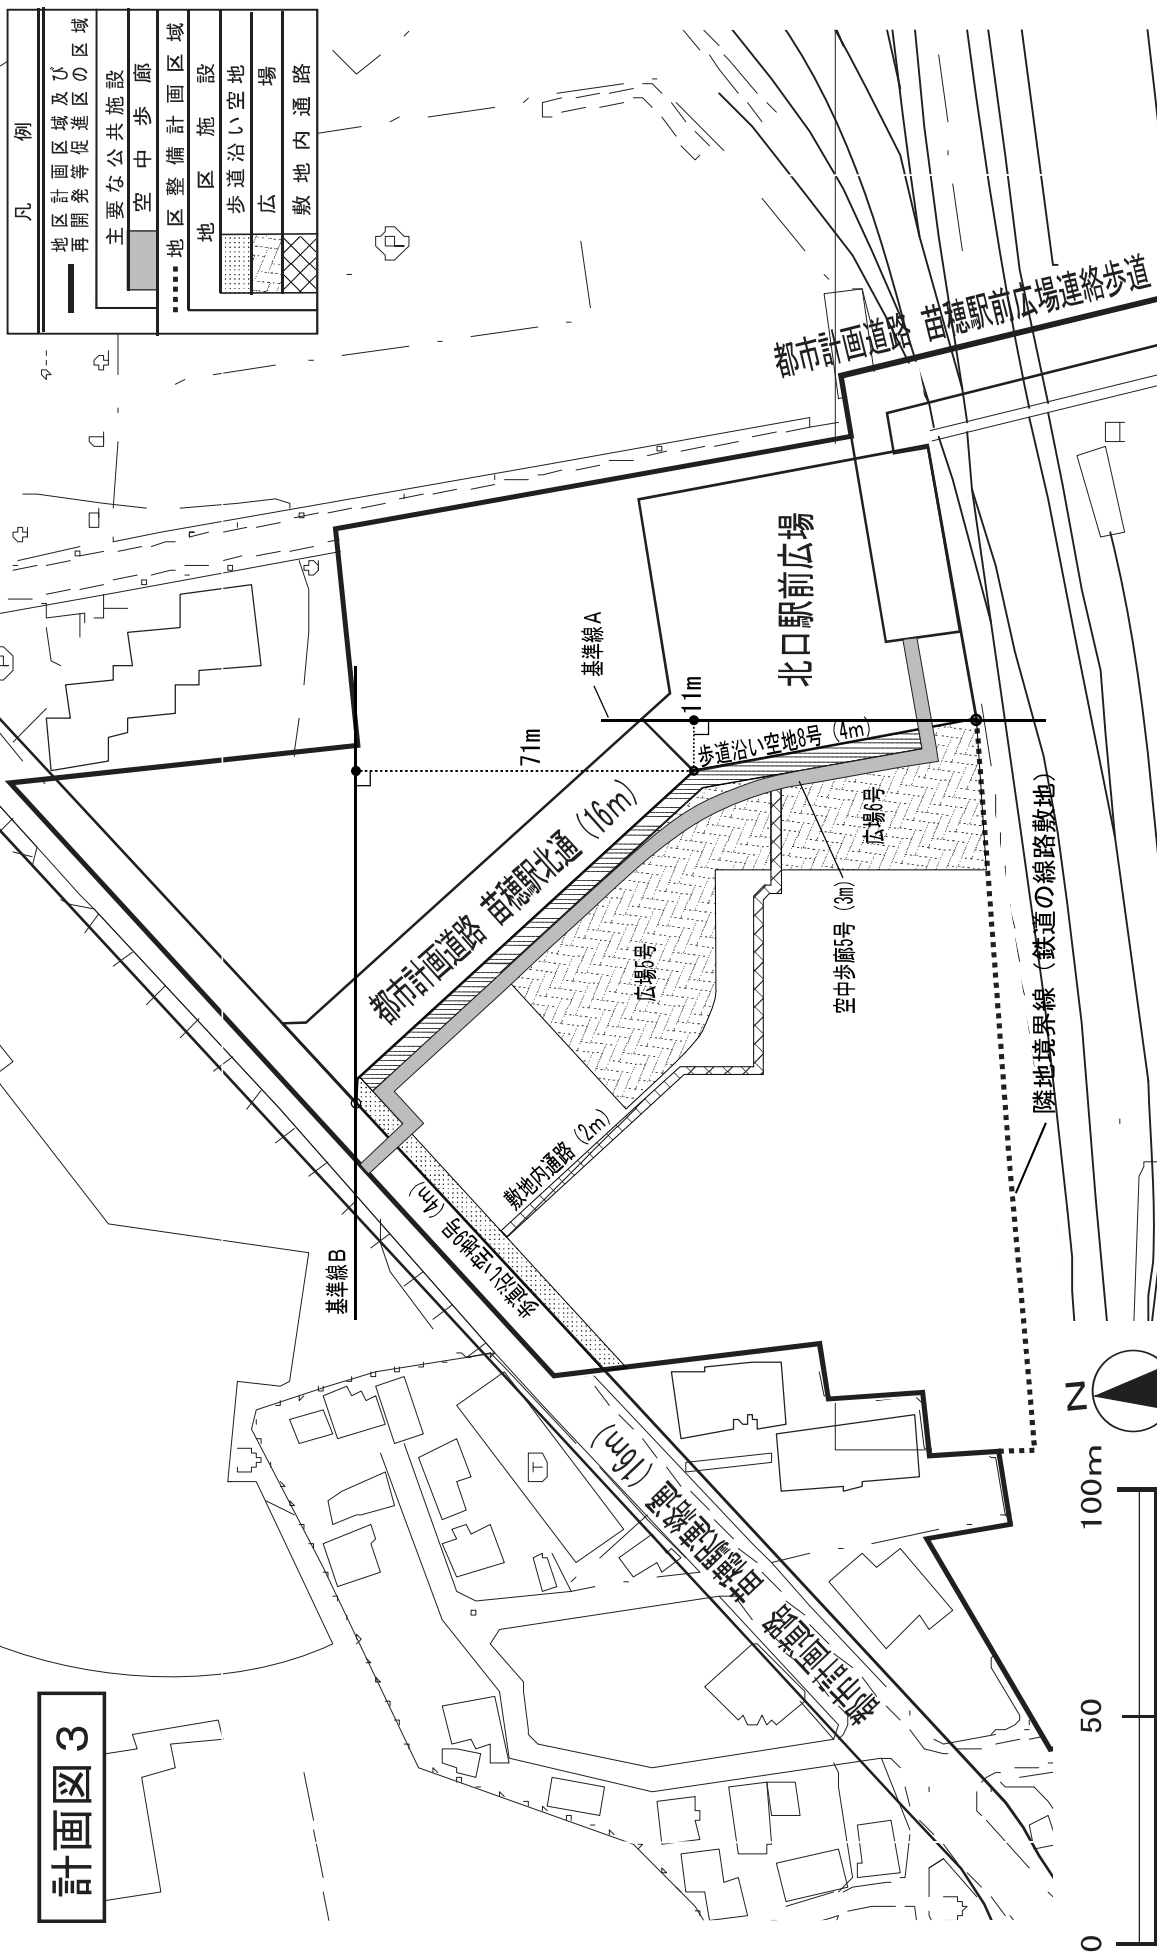 計画図３
凡例
地区計画区域及び
再開発等促進区の区域
主要な公共施設
空中歩廊
地区整備計画区域
地区施設
歩道沿い空地
広場
敷地内通路
都市計画道路 苗穂駅前広場連絡歩道
北口駅前広場
基準線Ａ
11m
71m
歩道沿い空地8号（4m）
都市計画道路 苗穂駅北通（16m）
広場6号
広場5号
空中歩廊5号（3m）
隣地境界線（鉄道の線路敷地）
敷地内通路（2m）
歩道沿い空地9号（4m）
基準線Ｂ
都市計画道路 苗穂駅連絡通（16m）
N
0 50 100m